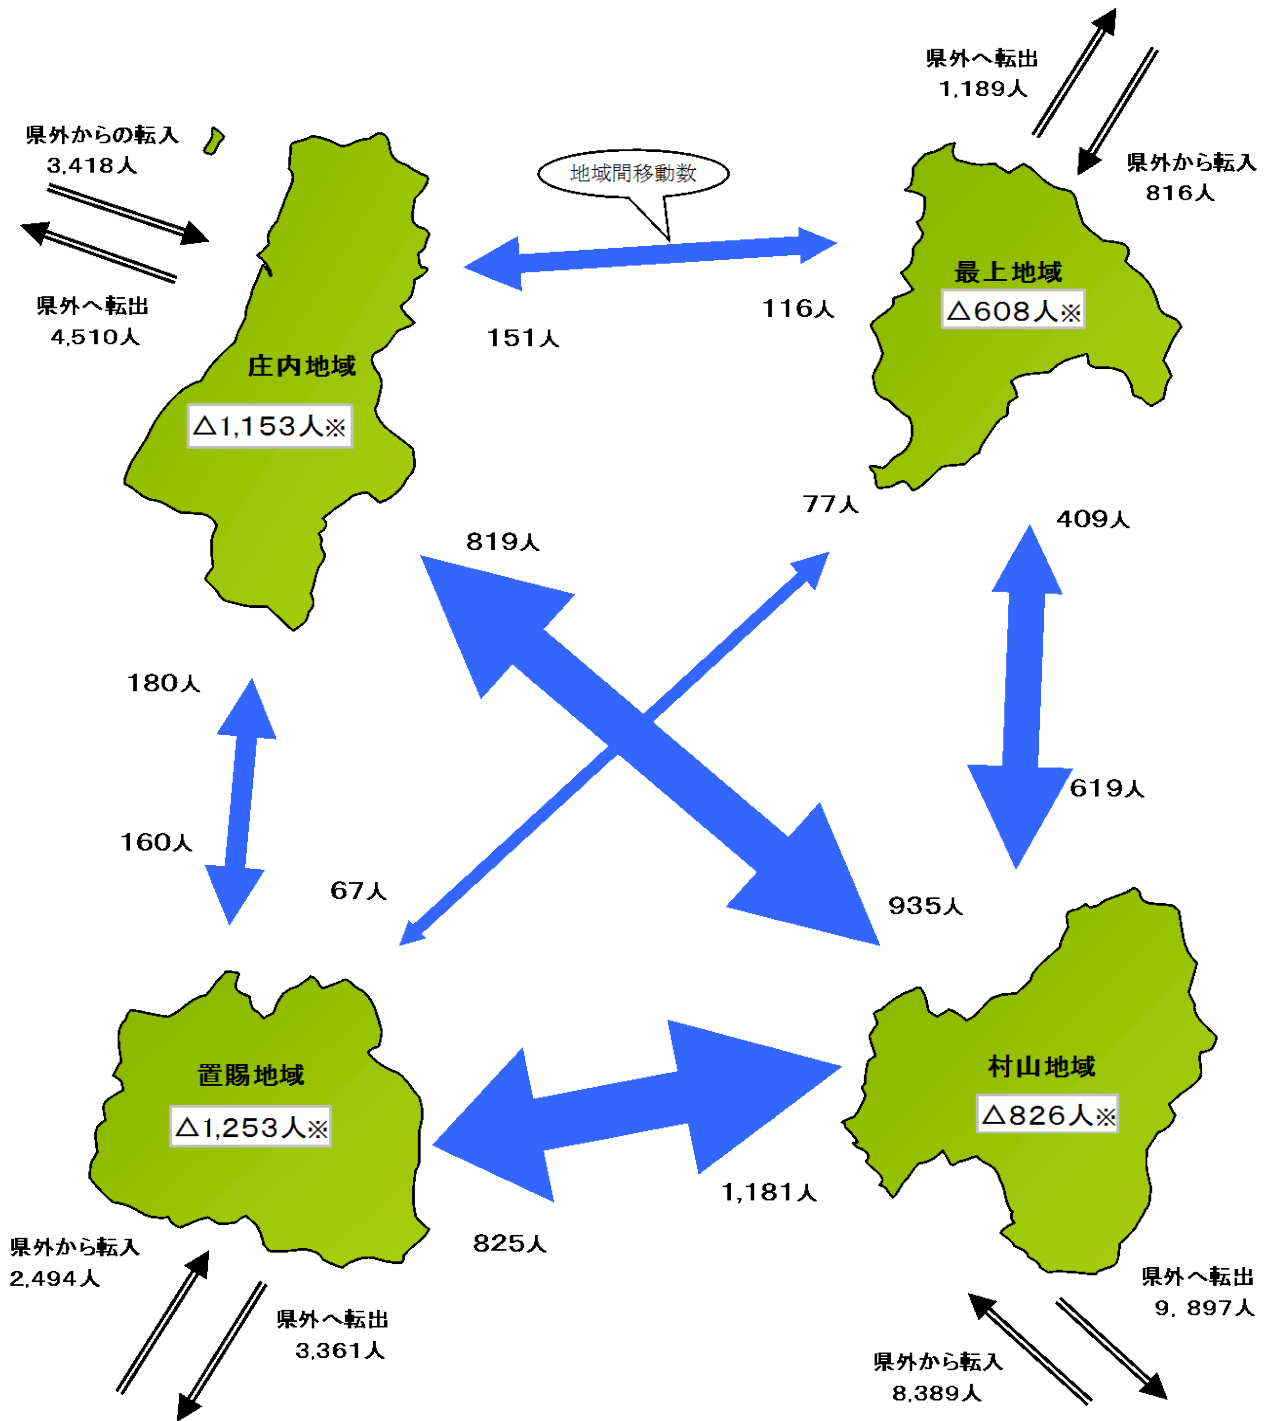 県外へ転出
1,189人
県外からの転入
3,418人
県外から転入
816人
地域間移動数
県外へ転出
4,510人
最上地域
△608人※
116人
151人
庄内地域
△1,153人※
77人
409人
819人
180人
619人
160人
67人
935人
置賜地域
△1,253人※
村山地域
△826人※
1,181人
825人
県外から転入
2,494人
県外へ転出
3,361人
県外へ転出
9, 897人
県外から転入
8,389人